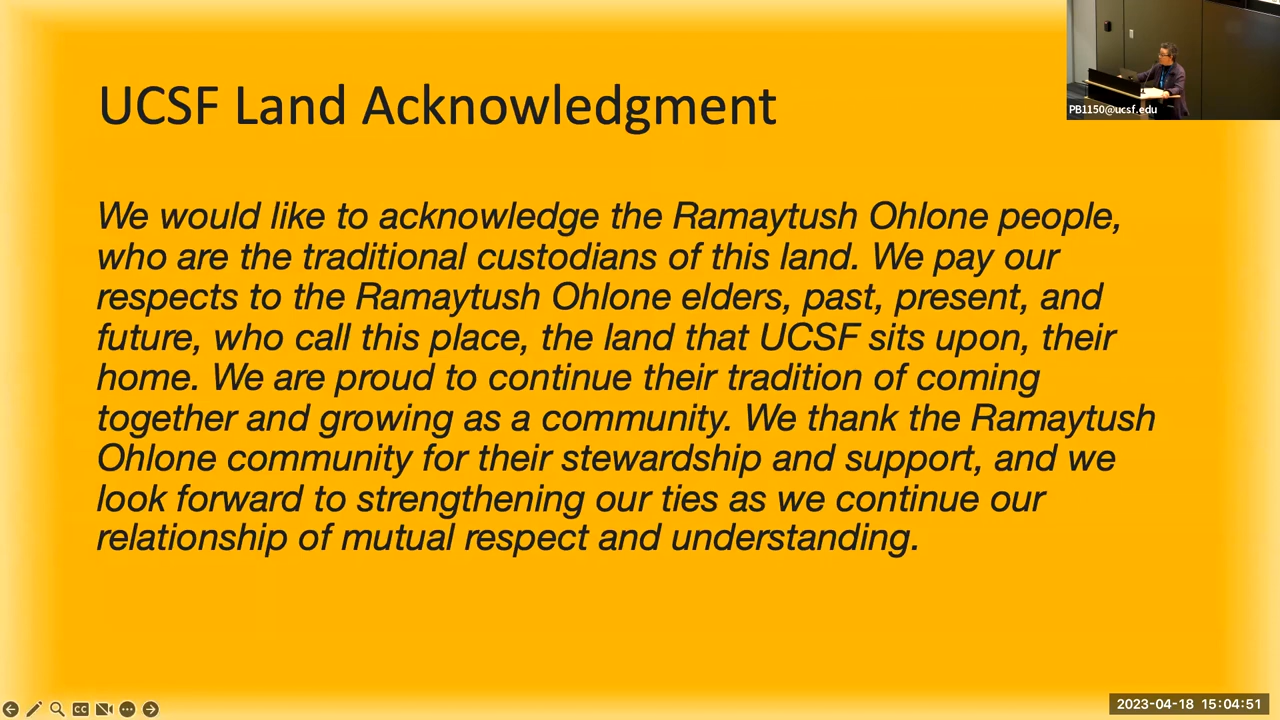 UCSF Land Acknowledgment
PB1150@ucsf.edu
We would like to acknowledge the Ramaytush Ohlone people,
who are the traditional custodians of this land. We pay our
respects to the Ramaytush Ohlone elders, past, present, and
future, who call this place, the land that UCSF sits upon, their
home. We are proud to continue their tradition of coming
together and growing as a community. We thank the Ramaytush
Ohlone community for their stewardship and support, and we
look forward to strengthening our ties as we continue our
relationship of mutual respect and understanding.
CC
2023-04-18 15:04:51